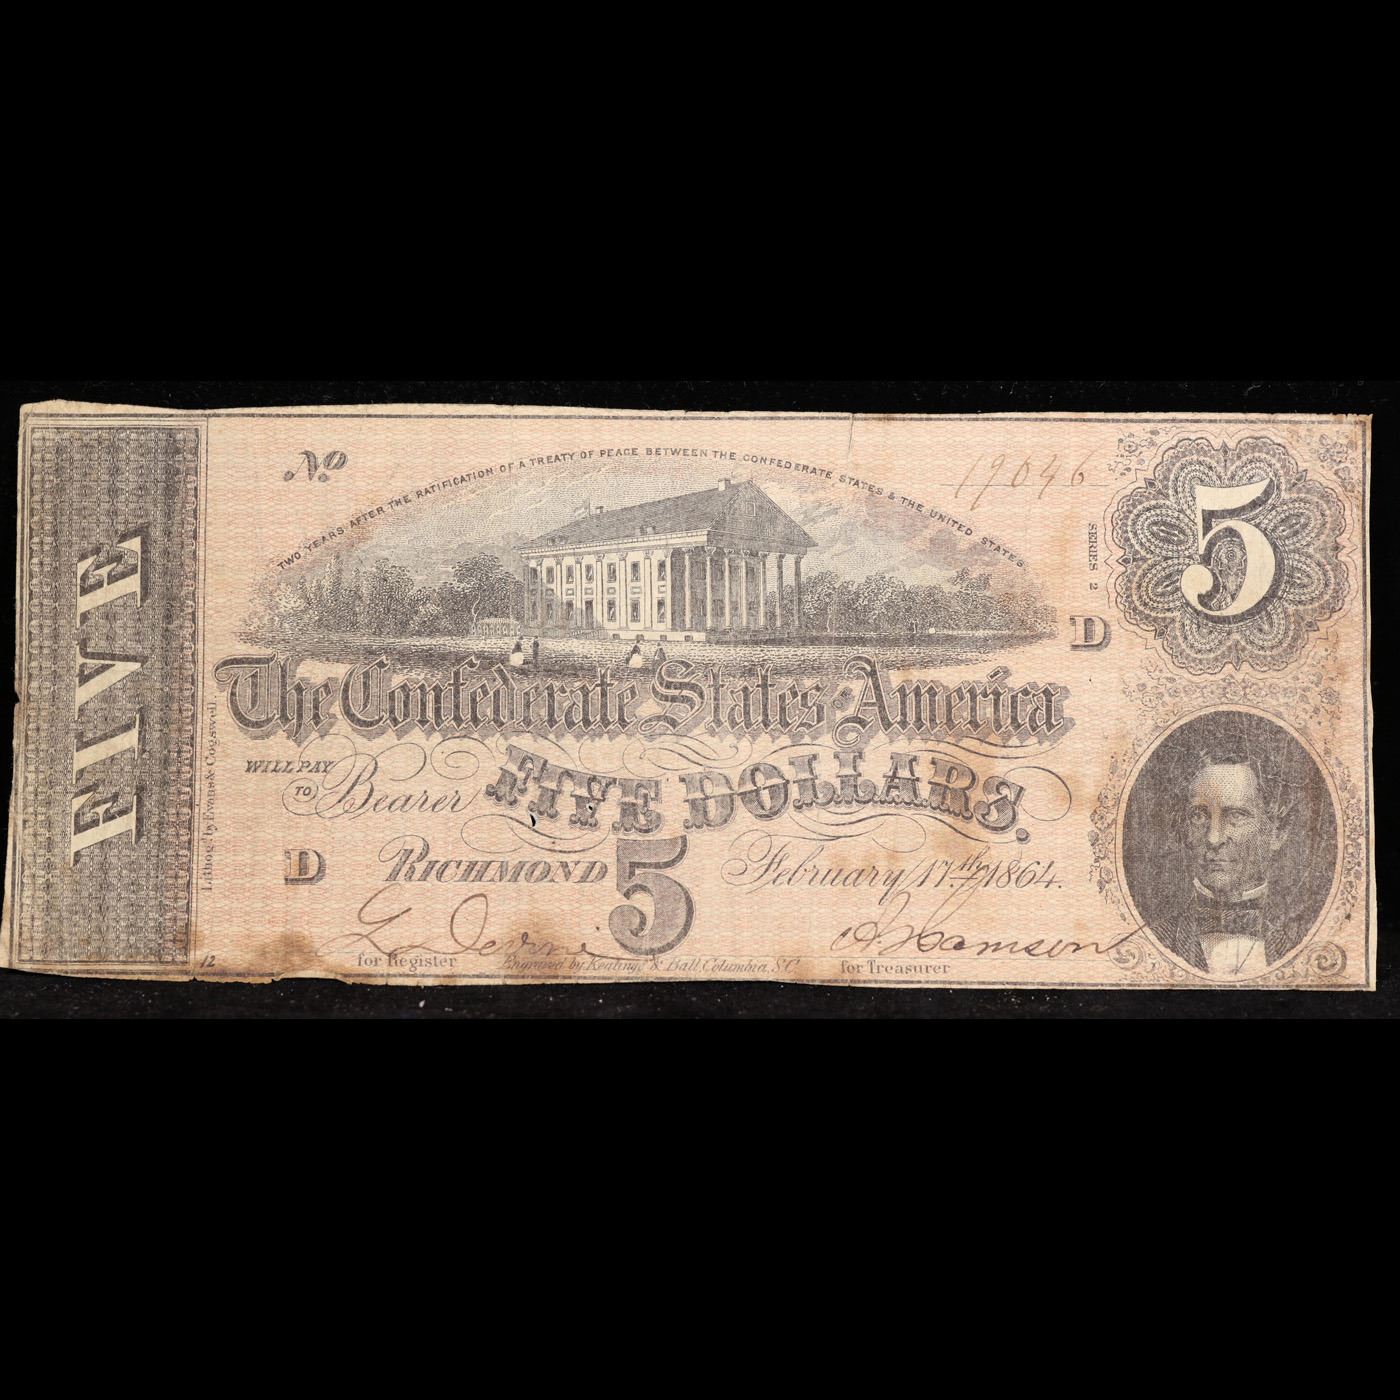 No
19646
TWO YEARS AFTER THE RATIFICATION OF A TREATY OF PEACE BETWEEN THE CONFEDERATE STATES & THE UNITED STATES
5
SERIES 2
D
FIVE
The Confederate States of America
WILL PAY
TO
Bearer
FIVE DOLLARS.
Lithog'd by Evans & Cogswell.
D
RICHMOND
5
February 17th 1864.
for Register
Engraved by Keatinge & Ball, Columbia, S.C.
for Treasurer
12